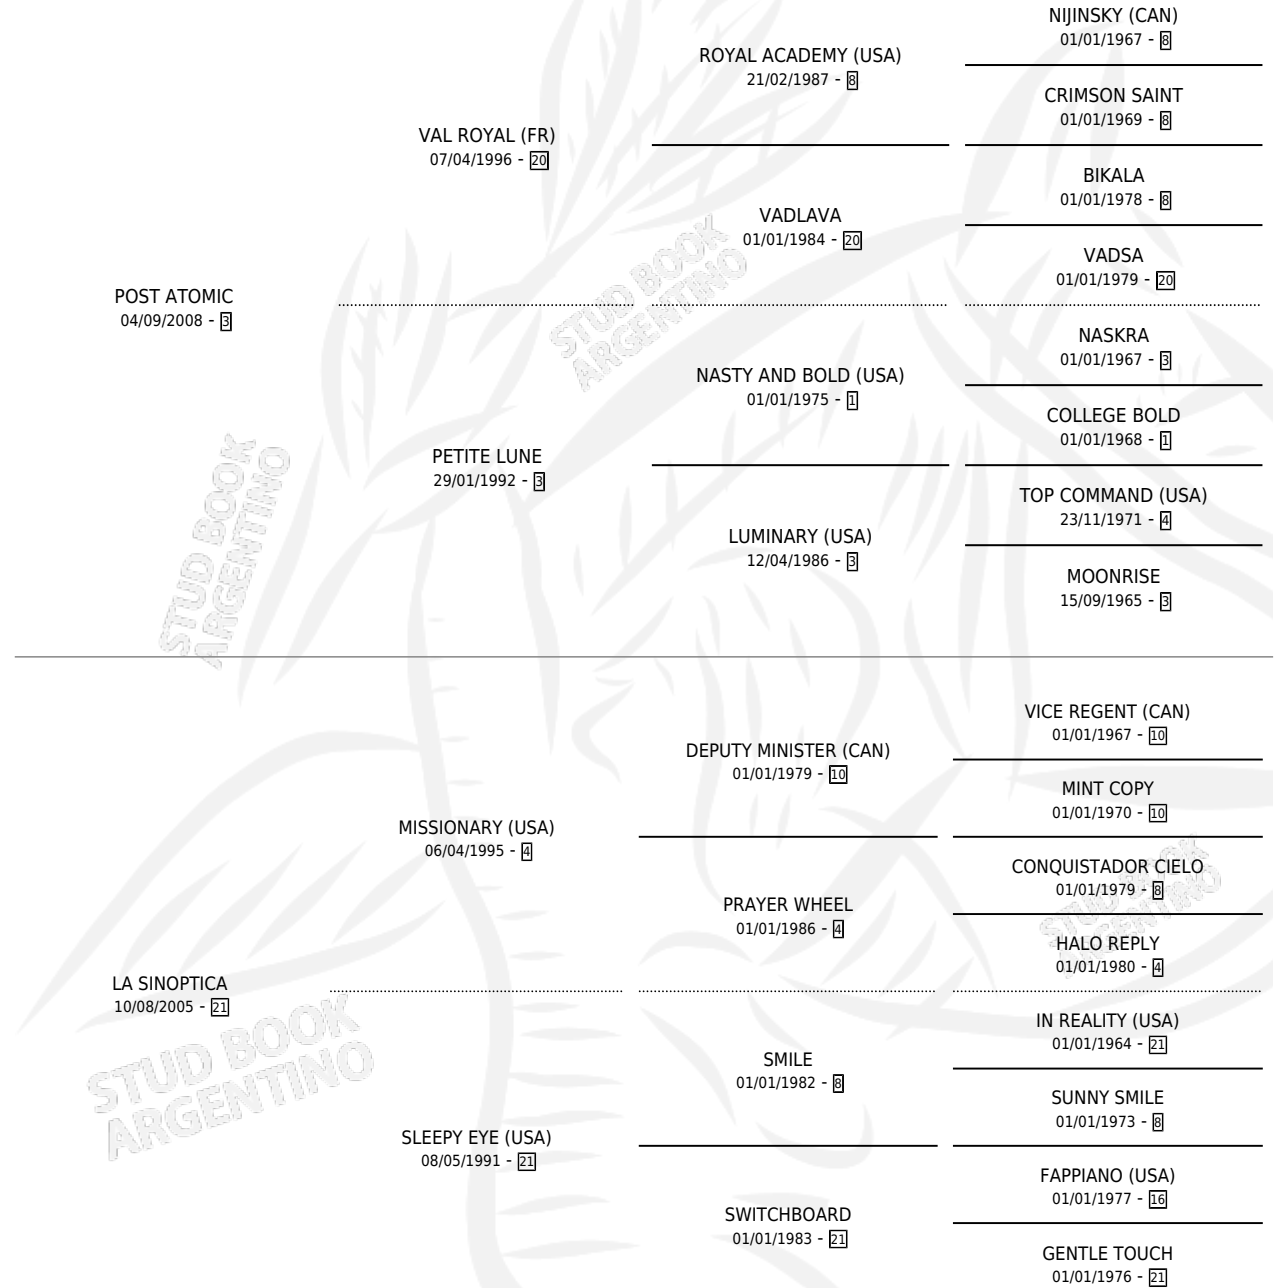 NIJINSKY (CAN)
01/01/1967 - 8
ROYAL ACADEMY (USA)
21/02/1987 - 8
CRIMSON SAINT
01/01/1969 - 8
VAL ROYAL (FR)
07/04/1996 - 20
BIKALA
01/01/1978 - 8
VADLAVA
01/01/1984 - 20
VADSA
01/01/1979 - 20
POST ATOMIC
04/09/2008 - 3
STUD BOOK
ARGENTINO
NASKRA
01/01/1967 - 3
NASTY AND BOLD (USA)
01/01/1975 - 1
COLLEGE BOLD
01/01/1968 - 1
PETITE LUNE
29/01/1992 - 3
STUD BOOK
ARGENTINO
TOP COMMAND (USA)
23/11/1971 - 4
LUMINARY (USA)
12/04/1986 - 3
MOONRISE
15/09/1965 - 3
VICE REGENT (CAN)
01/01/1967 - 10
DEPUTY MINISTER (CAN)
01/01/1979 - 10
MINT COPY
01/01/1970 - 10
MISSIONARY (USA)
06/04/1995 - 4
CONQUISTADOR CIELO
01/01/1979 - 8
STUD BOOK
ARGENTINO
PRAYER WHEEL
01/01/1986 - 4
HALO REPLY
01/01/1980 - 4
LA SINOPTICA
10/08/2005 - 21
STUD BOOK
ARGENTINO
IN REALITY (USA)
01/01/1964 - 21
SMILE
01/01/1982 - 8
SUNNY SMILE
01/01/1973 - 8
SLEEPY EYE (USA)
08/05/1991 - 21
FAPPIANO (USA)
01/01/1977 - 16
SWITCHBOARD
01/01/1983 - 21
GENTLE TOUCH
01/01/1976 - 21